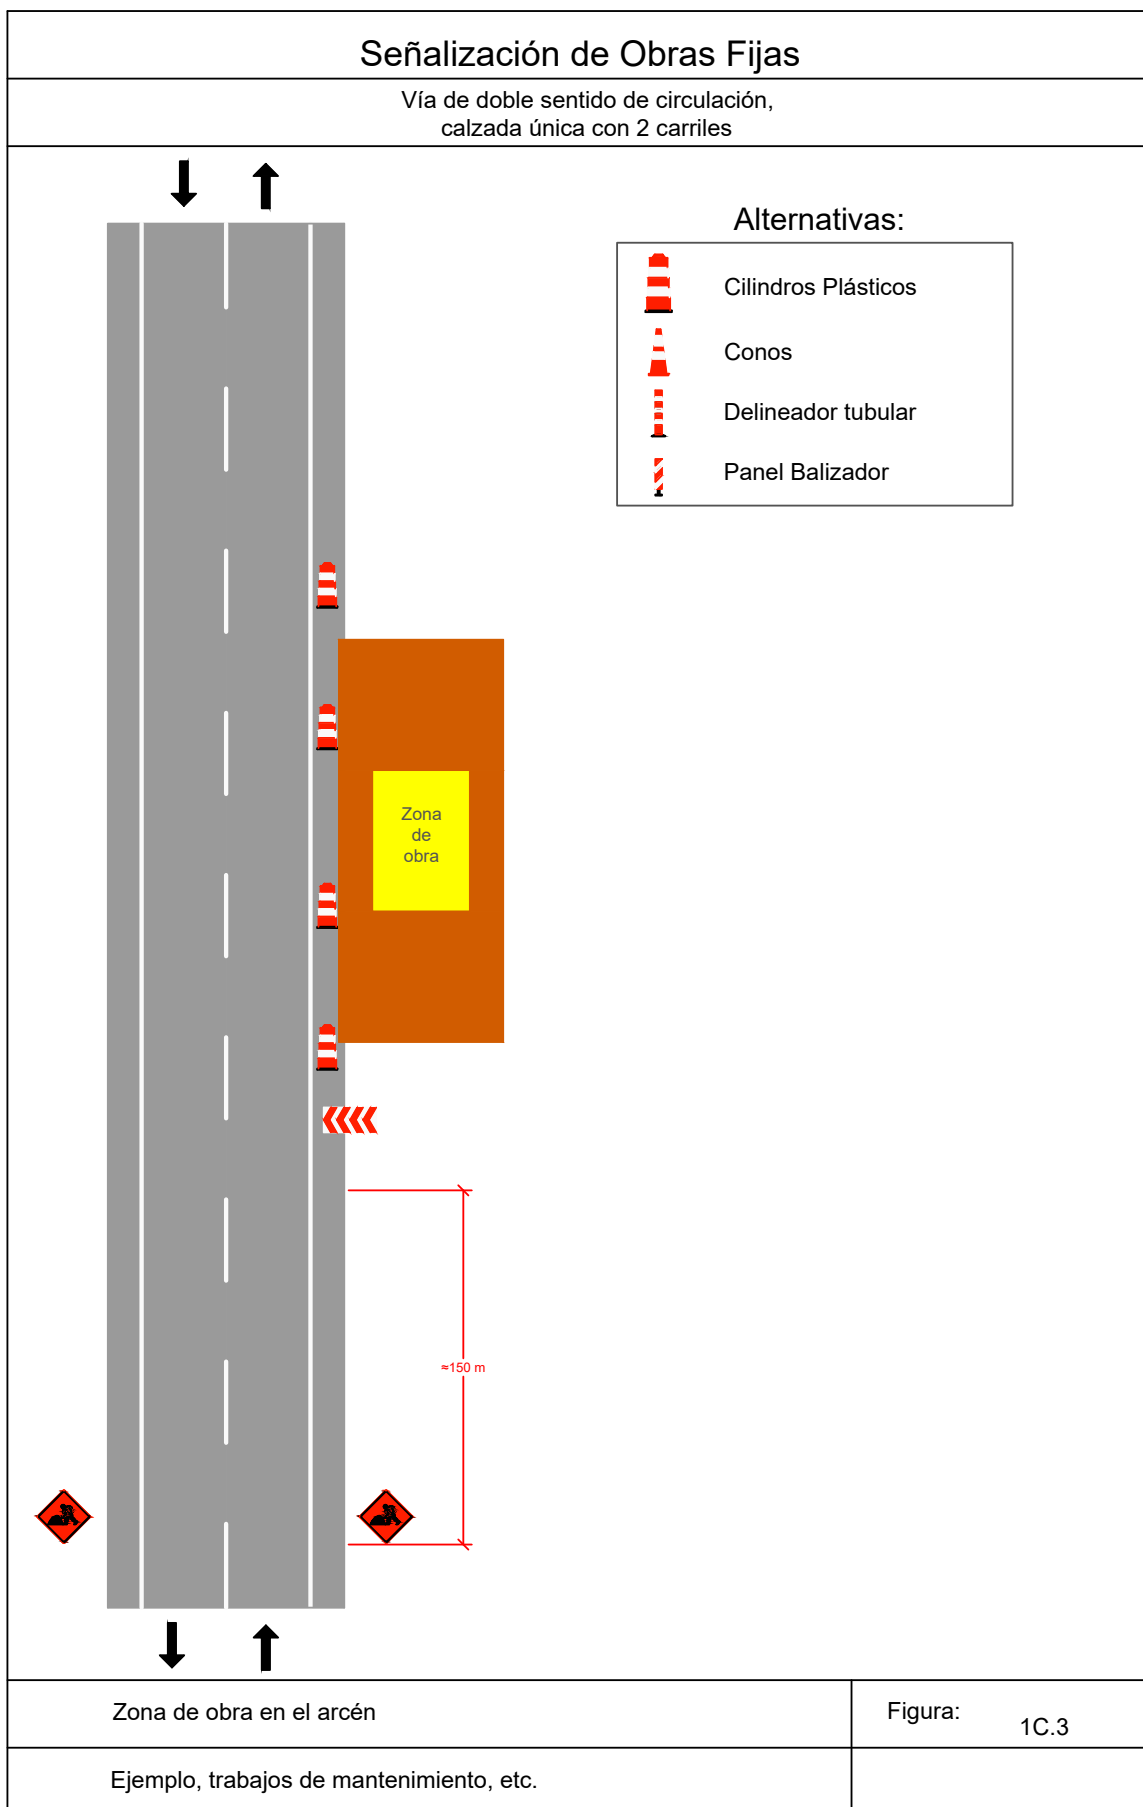 Señalización de Obras Fijas
Vía de doble sentido de circulación,
calzada única con 2 carriles
Alternativas:
Cilindros Plásticos
Conos
Delineador tubular
Panel Balizador
Zona
de
obra
≈150 m
Zona de obra en el arcén
Figura: 1C.3
Ejemplo, trabajos de mantenimiento, etc.